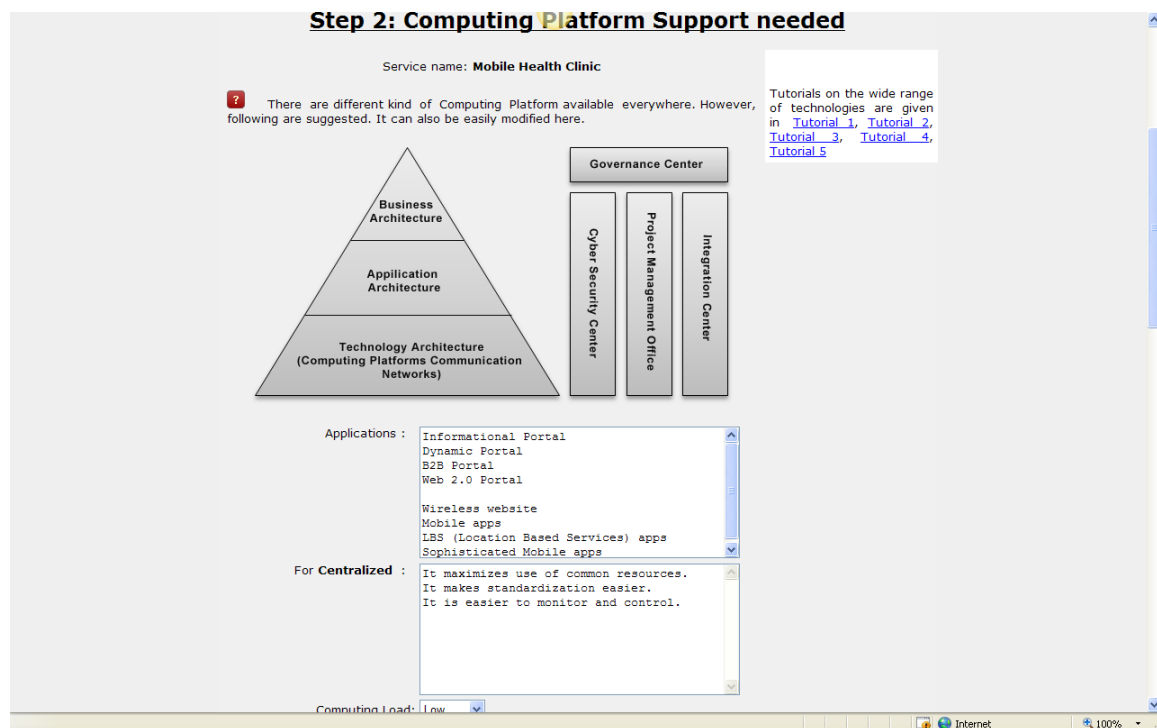 Step 2: Computing Platform Support needed
Service name: Mobile Health Clinic
? There are different kind of Computing Platform available everywhere. However,
following are suggested. It can also be easily modified here.
Tutorials on the wide range
of technologies are given
in Tutorial 1, Tutorial 2,
Tutorial 3, Tutorial 4,
Tutorial 5
Business
Architecture
Appilication
Architecture
Technology Architecture
(Computing Platforms Communication
Networks)
Governance Center
Cyber Security Center
Project Management Office
Integration Center
Applications :
Informational Portal
Dynamic Portal
B2B Portal
Web 2.0 Portal
Wireless website
Mobile apps
LBS (Location Based Services) apps
Sophisticated Mobile apps
For Centralized :
It maximizes use of common resources.
It makes standardization easier.
It is easier to monitor and control.
Computing Load: Low
Internet
100%